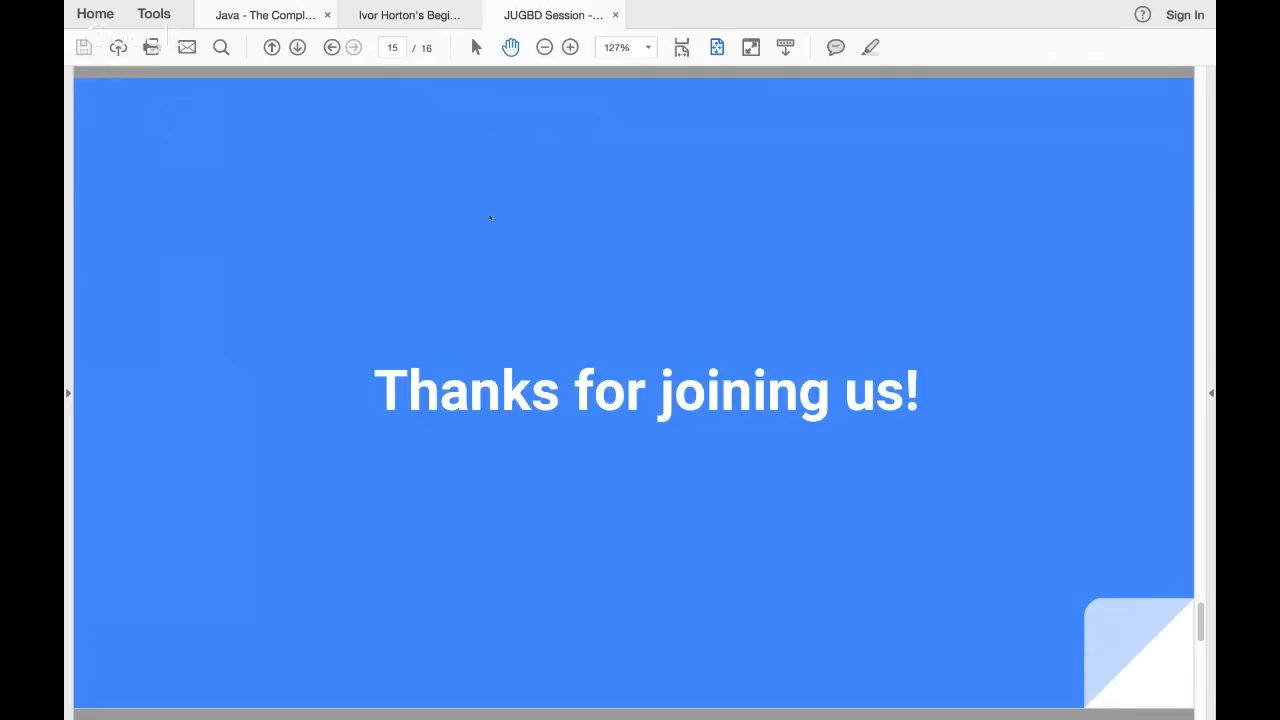 Home Tools Java - The Compl... × Ivor Horton's Begi... JUGBD Session -... × ? Sign In
15 / 16 127%
Thanks for joining us!